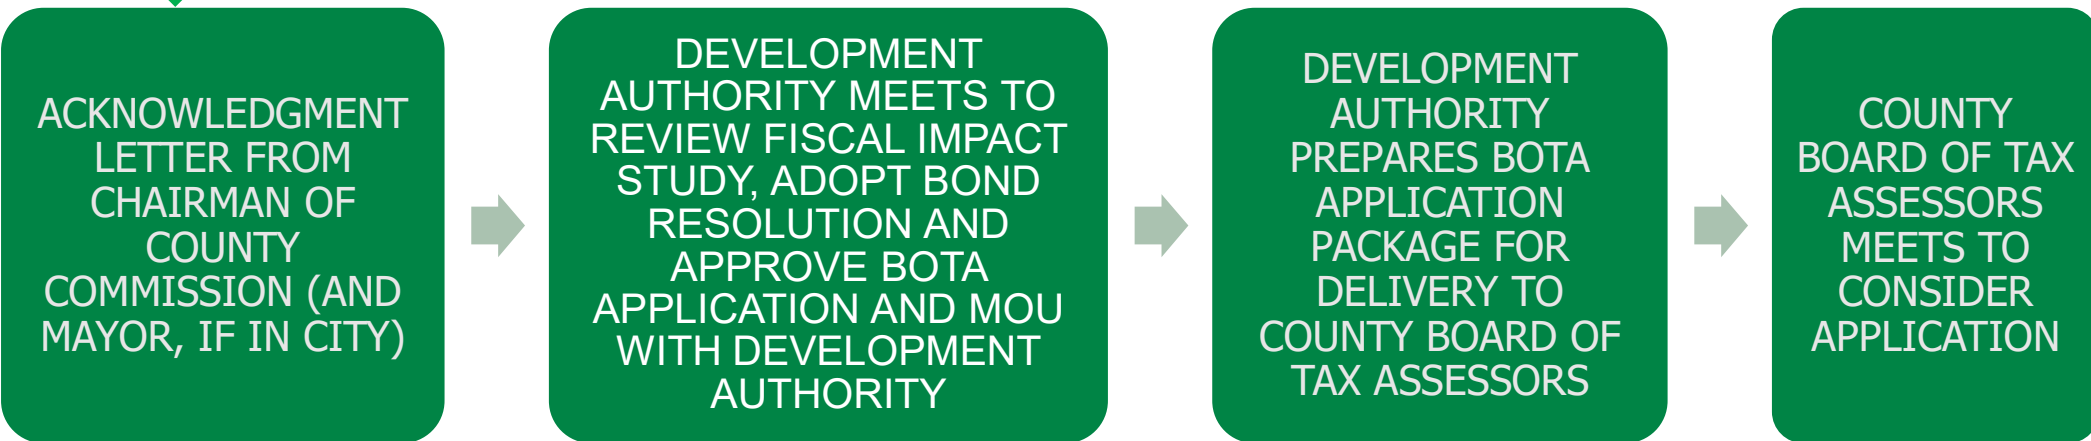 ACKNOWLEDGMENT
LETTER FROM
CHAIRMAN OF
COUNTY
COMMISSION (AND
MAYOR, IF IN CITY)
DEVELOPMENT
AUTHORITY MEETS TO
REVIEW FISCAL IMPACT
STUDY, ADOPT BOND
RESOLUTION AND
APPROVE BOTA
APPLICATION AND MOU
WITH DEVELOPMENT
AUTHORITY
DEVELOPMENT
AUTHORITY
PREPARES BOTA
APPLICATION
PACKAGE FOR
DELIVERY TO
COUNTY BOARD OF
TAX ASSESSORS
COUNTY
BOARD OF TAX
ASSESSORS
MEETS TO
CONSIDER
APPLICATION